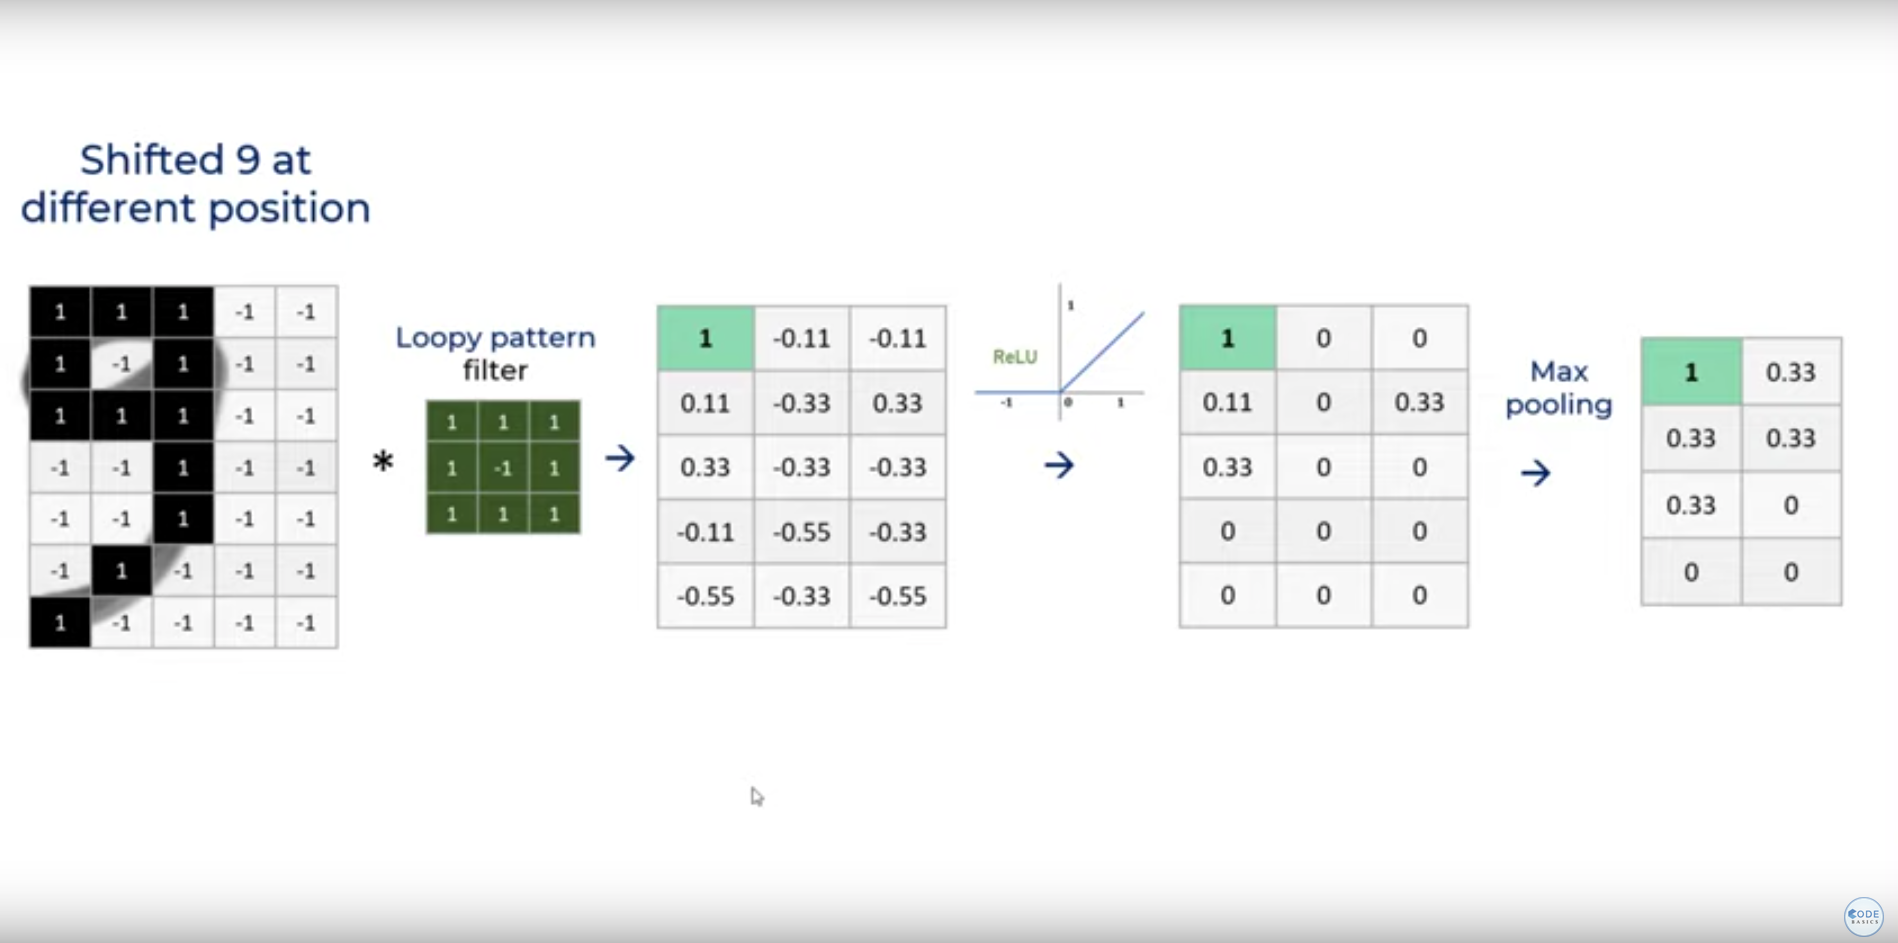 Shifted 9 at
different position
1 1 1 -1 -1
1 -1 1 -1 -1
1 1 1 -1 -1
-1 -1 1 -1 -1
-1 -1 1 -1 -1
-1 1 -1 -1 -1
1 -1 -1 -1 -1
*
Loopy pattern
filter
1 1 1
1 -1 1
1 1 1
→
1 -0.11 -0.11
0.11 -0.33 0.33
0.33 -0.33 -0.33
-0.11 -0.55 -0.33
-0.55 -0.33 -0.55
1
ReLU
-1 0 1
→
1 0 0
0.11 0 0.33
0.33 0 0
0 0 0
0 0 0
Max
pooling
→
1 0.33
0.33 0.33
0.33 0
0 0
CODE
BASICS